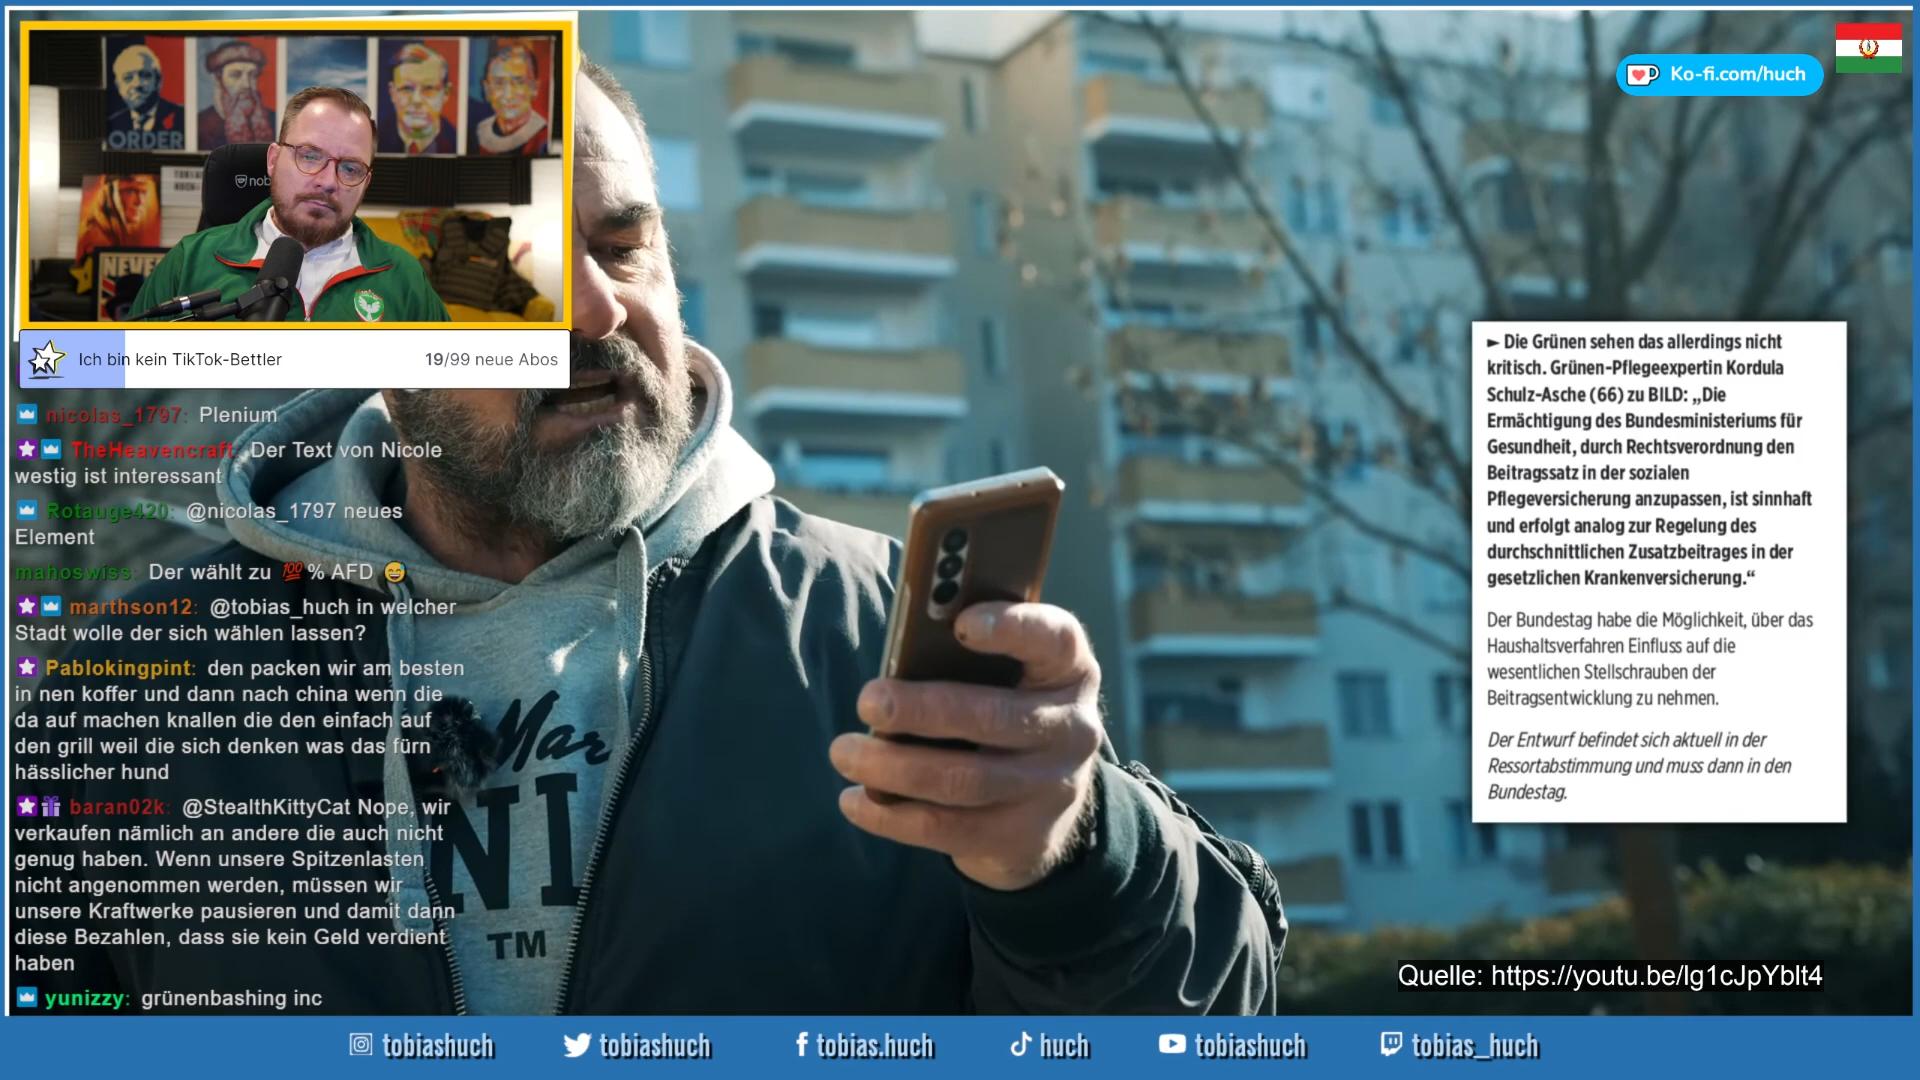 ORDER
NEVE
nob
Ich bin kein TikTok-Bettler
19/99 neue Abos
nicolas_1797: Plenium
TheHeavencraft: Der Text von Nicole
westig ist interessant
Rotauge420: @nicolas_1797 neues
Element
mahoswiss: Der wählt zu 💯 % AFD 😅
marthson12: @tobias_huch in welcher
Stadt wolle der sich wählen lassen?
Pablokingpint: den packen wir am besten
in nen koffer und dann nach china wenn die
da auf machen knallen die den einfach auf
den grill weil die sich denken was das fürn
hässlicher hund
baran02k: @StealthKittyCat Nope, wir
verkaufen nämlich an andere die auch nicht
genug haben. Wenn unsere Spitzenlasten
nicht angenommen werden, müssen wir
unsere Kraftwerke pausieren und damit dann
diese Bezahlen, dass sie kein Geld verdient
haben
yunizzy: grünenbashing inc
Mar
NI
TM
Ko-fi.com/huch
► Die Grünen sehen das allerdings nicht
kritisch. Grünen-Pflegeexpertin Kordula
Schulz-Asche (66) zu BILD: „Die
Ermächtigung des Bundesministeriums für
Gesundheit, durch Rechtsverordnung den
Beitragssatz in der sozialen
Pflegeversicherung anzupassen, ist sinnhaft
und erfolgt analog zur Regelung des
durchschnittlichen Zusatzbeitrages in der
gesetzlichen Krankenversicherung.“
Der Bundestag habe die Möglichkeit, über das
Haushaltsverfahren Einfluss auf die
wesentlichen Stellschrauben der
Beitragsentwicklung zu nehmen.
Der Entwurf befindet sich aktuell in der
Ressortabstimmung und muss dann in den
Bundestag.
Quelle: https://youtu.be/lg1cJpYblt4
tobiashuch
tobiashuch
tobias.huch
huch
tobiashuch
tobias_huch